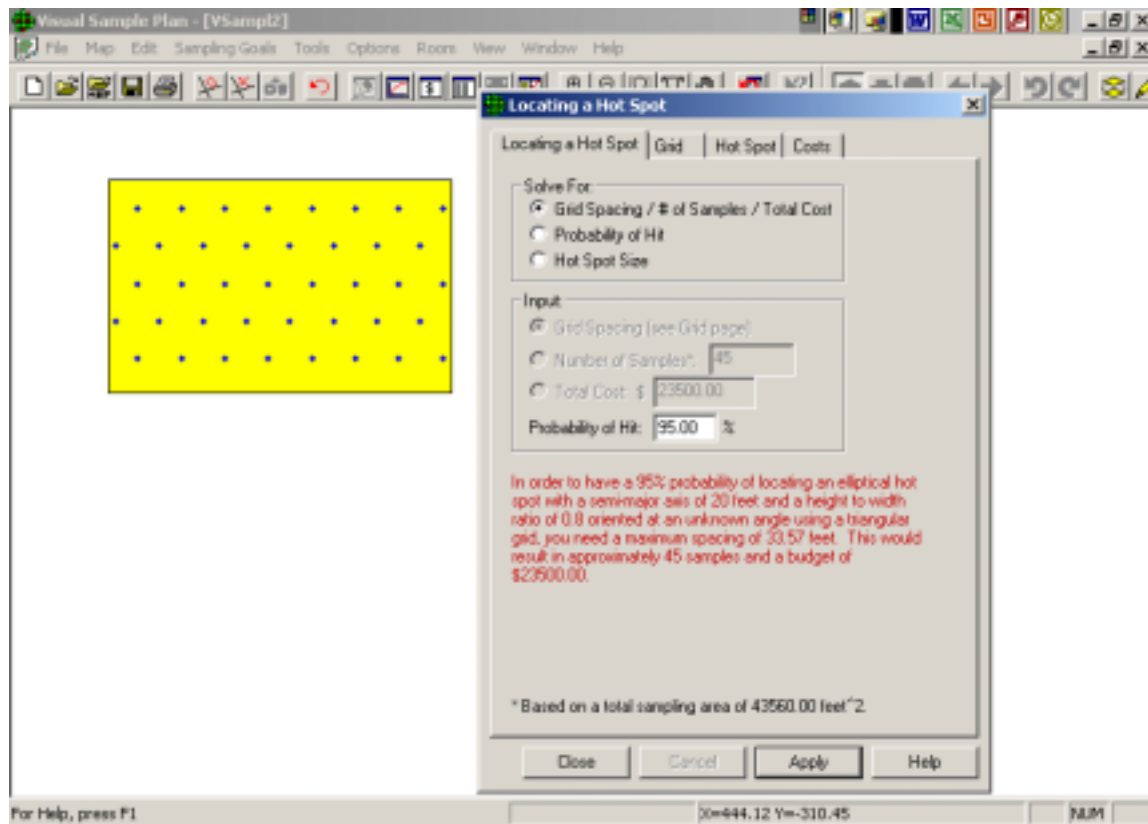 Visual Sample Plan - [VSampl2]
File Map Edit Sampling Goals Tools Options Room View Window Help
Locating a Hot Spot
Locating a Hot Spot Grid Hot Spot Costs
Solve For:
Grid Spacing / # of Samples / Total Cost
Probability of Hit
Hot Spot Size
Input
Grid Spacing (see Grid page)
Number of Samples*: 45
Total Cost: $ 23500.00
Probability of Hit: 95.00 %
In order to have a 95% probability of locating an elliptical hot
spot with a semi-major axis of 20 feet and a height to width
ratio of 0.8 oriented at an unknown angle using a triangular
grid, you need a maximum spacing of 33.57 feet. This would
result in approximately 45 samples and a budget of
$23500.00.
* Based on a total sampling area of 43560.00 feet^2.
Close Cancel Apply Help
For Help, press F1 X=444.12 Y=-310.45 NUM